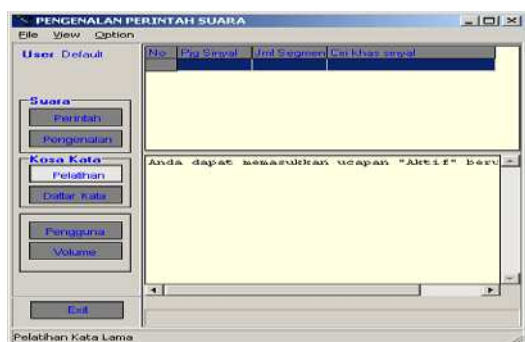 PENGENALAN PERINTAH SUARA
File View Option
User Default
No Pjg Sinyal Jml Segmen Ciri khas sinyal
Suara
Perintah
Pengenalan
Kosa Kata
Pelatihan
Daftar Kata
Anda dapat memasukkan ucapan "Aktif" baru
Pengguna
Volume
Exit
Pelatihan Kata Lama